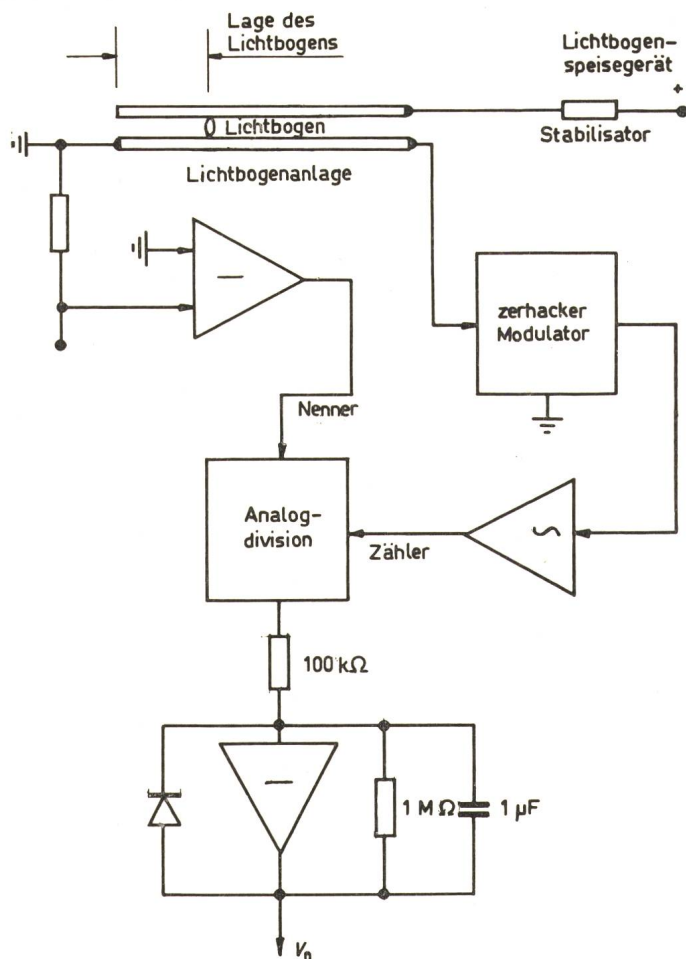 Lage des
Lichtbogens
Lichtbogen-
speisegerät
+
Lichtbogen
Stabilisator
Lichtbogenanlage
zerhacker
Modulator
Nenner
Analog-
division
Zähler
100 kΩ
1 MΩ
1 µF
Vn